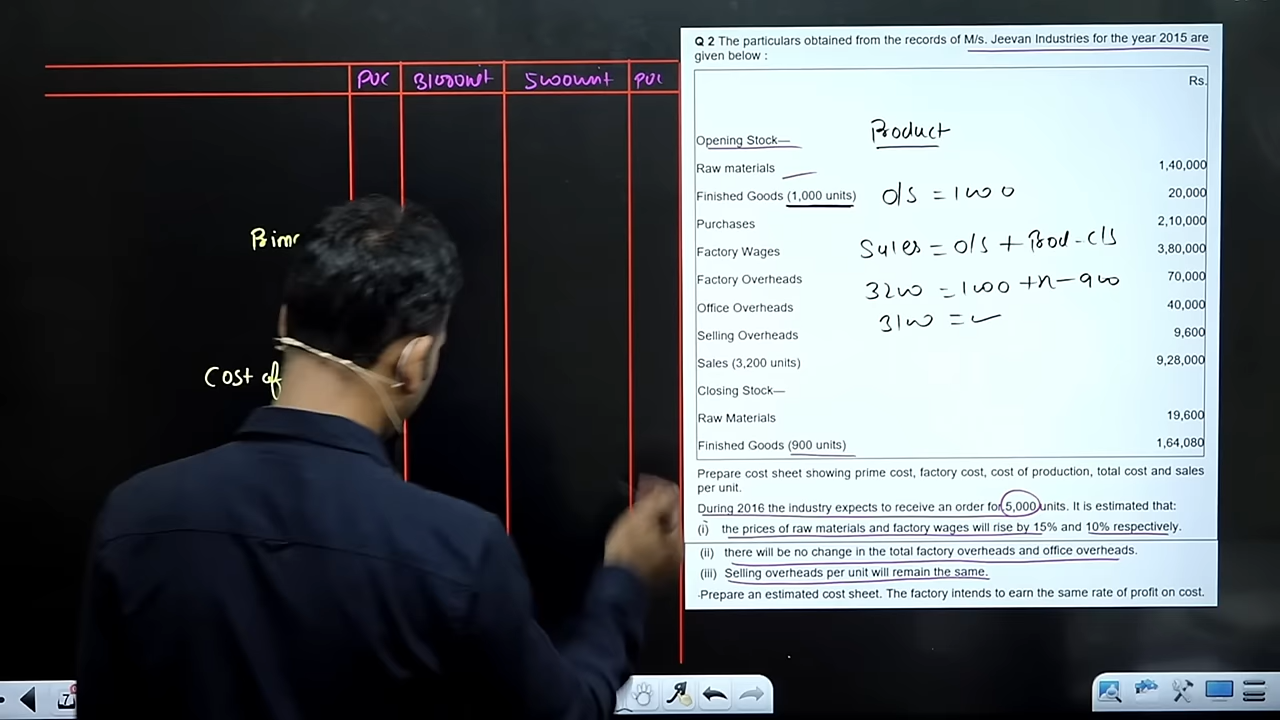 PUC 3100unit 5000unit PUC
Prime
Cost of
Q 2 The particulars obtained from the records of M/s. Jeevan Industries for the year 2015 are
given below :
Rs.
Product
Opening Stock—
Raw materials 1,40,000
Finished Goods (1,000 units) O/S = 1000 20,000
Purchases 2,10,000
Factory Wages Sales = O/S + Prod - C/S 3,80,000
Factory Overheads 70,000
3200 = 1000 + x - 900
Office Overheads 40,000
3100 =
Selling Overheads 9,600
Sales (3,200 units) 9,28,000
Closing Stock—
Raw Materials 19,600
Finished Goods (900 units) 1,64,080
Prepare cost sheet showing prime cost, factory cost, cost of production, total cost and sales
per unit.
During 2016 the industry expects to receive an order for 5,000 units. It is estimated that:
(i) the prices of raw materials and factory wages will rise by 15% and 10% respectively.
(ii) there will be no change in the total factory overheads and office overheads.
(iii) Selling overheads per unit will remain the same.
Prepare an estimated cost sheet. The factory intends to earn the same rate of profit on cost.
7